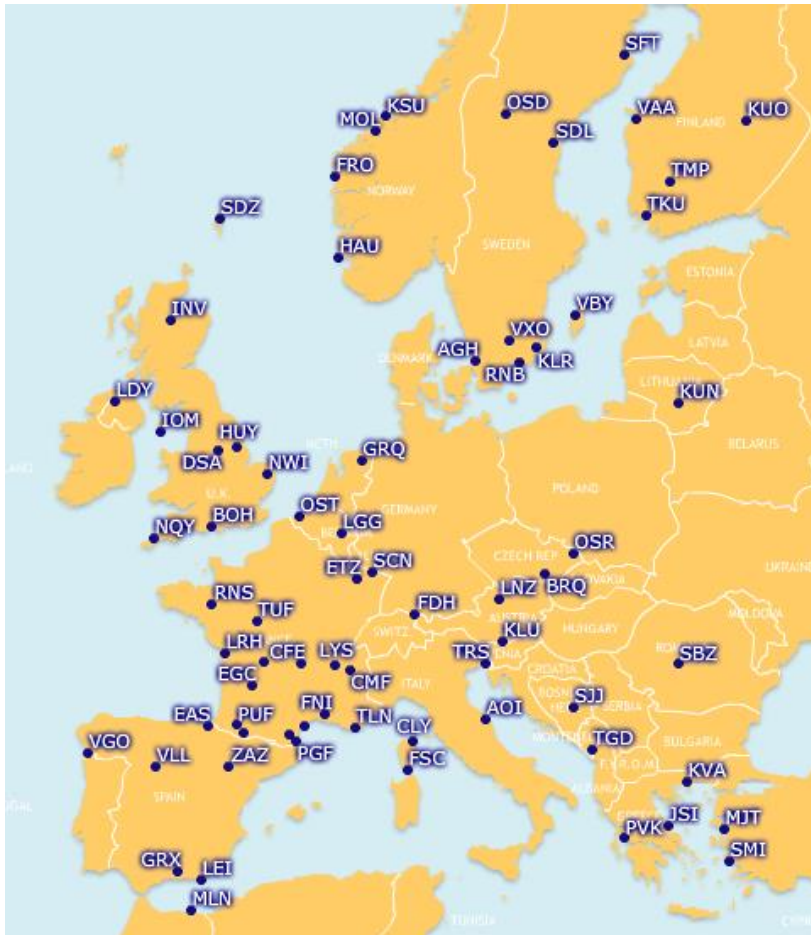 SFT
OSD
VAA
KUO
KSU
MOL
FINLAND
SDL
FRO
TMP
NORWAY
SDZ
TKU
SWEDEN
HAU
ESTONIA
INV
VBY
VXO
LATVIA
AGH
KLR
DENMARK
RNB
LITHUANIA
LDY
KUN
IOM
HUY
NETH
GRQ
BELARUS
DSA
NWI
U.K.
POLAND
OST
GERMANY
NQY
BOH
LGG
OSR
CZECH REP
SCN
ETZ
UKRAINE
BRQ
LNZ
RNS
FDH
TUF
AUSTRIA
MOLDOVA
KLU
HUNGARY
SWITZ
LRH
CFE
LYS
TRS
SBZ
CROATIA
EGC
CMF
ITALY
SJJ
SERBIA
FNI
EAS
PUF
TLN
CLY
AOI
BULGARIA
VGO
PGF
TGD
VLL
ZAZ
FSC
F.Y.R.O.M.
KVA
SPAIN
ALBANIA
JSI
MJT
PVK
GRX
LEI
SMI
MLN
TUNISIA